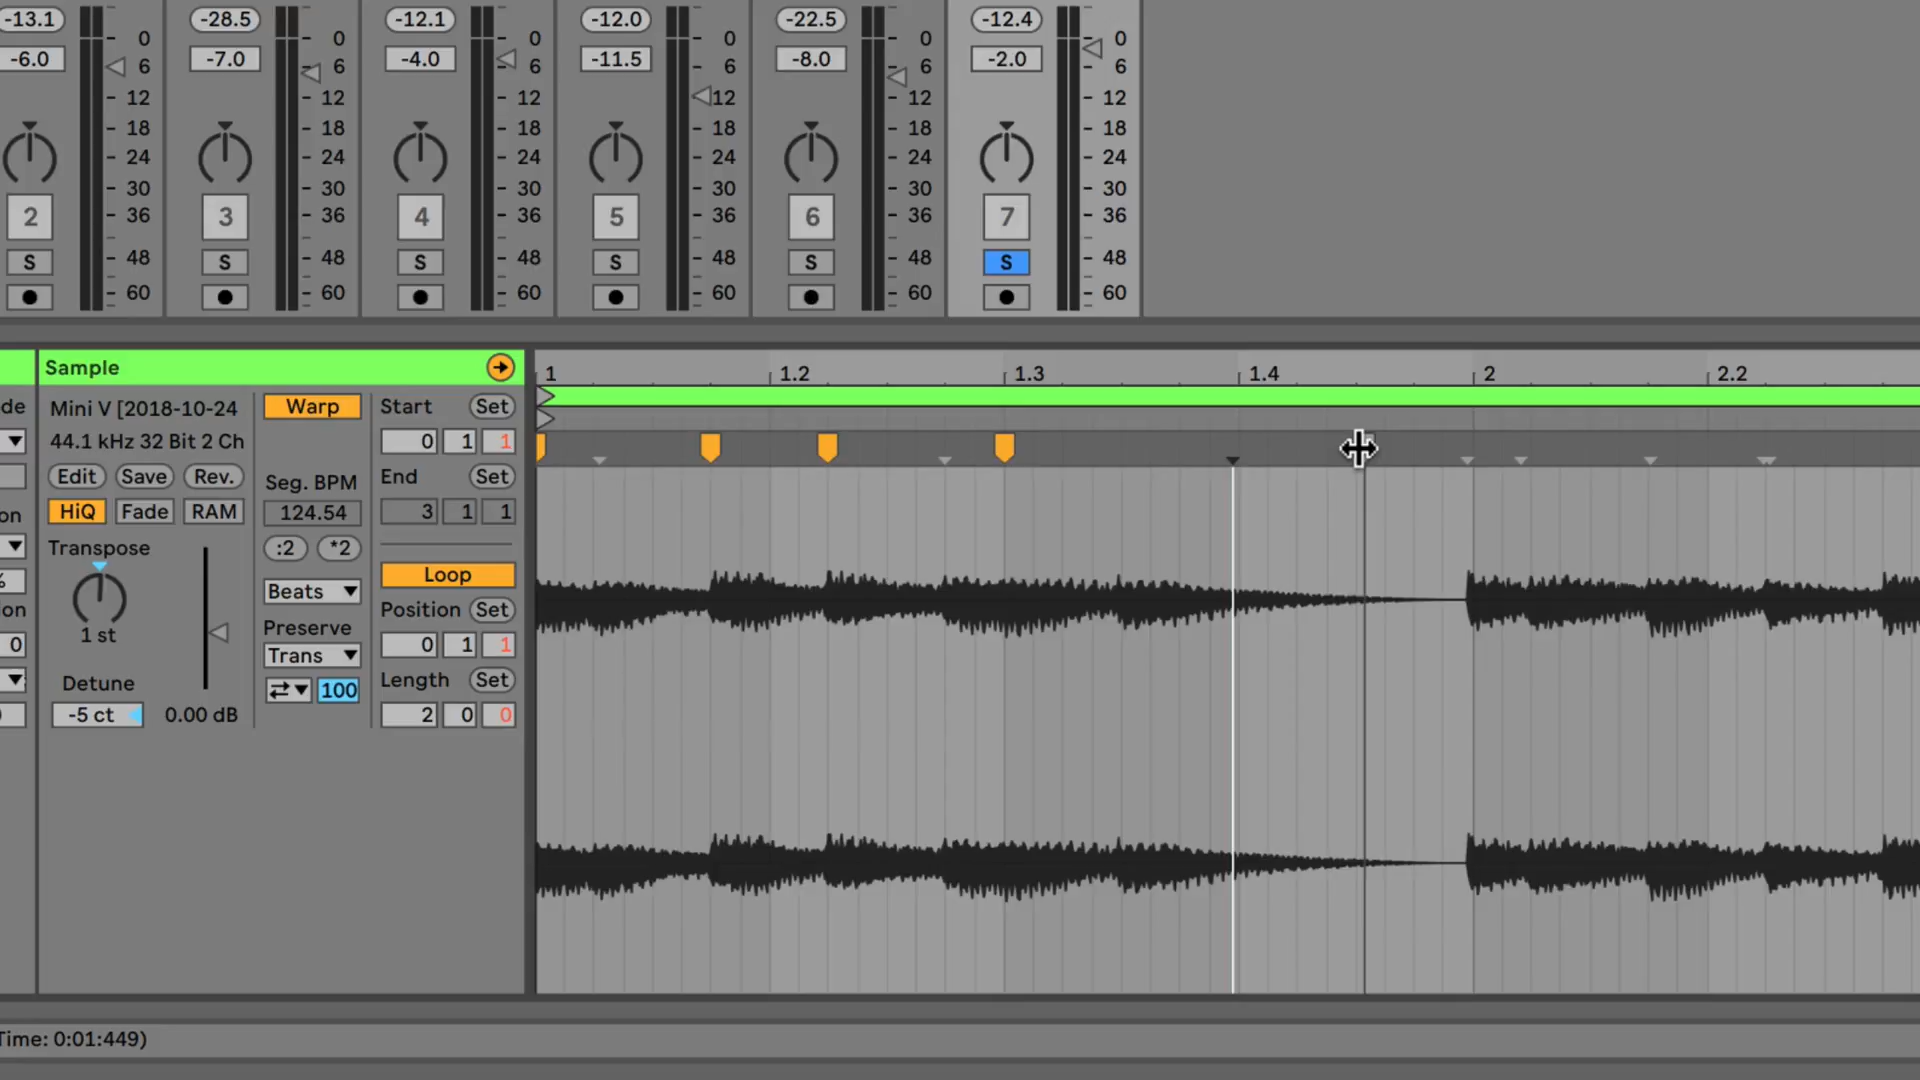 -13.1 -28.5 -12.1 -12.0 -22.5 -12.4
-6.0 -7.0 -4.0 -11.5 -8.0 -2.0
0 0 0 0 0 0
6 6 6 6 6 6
12 12 12 12 12 12
18 18 18 18 18 18
24 24 24 24 24 24
30 30 30 30 30 30
36 36 36 36 36 36
48 48 48 48 48 48
60 60 60 60 60 60
2 3 4 5 6 7
S S S S S S
de
on
%
ion
0
Sample
Mini V [2018-10-24
44.1 kHz 32 Bit 2 Ch
Edit Save Rev.
HiQ Fade RAM
Transpose
1 st
Detune
-5 ct 0.00 dB
Warp
Seg. BPM
124.54
:2 *2
Beats
Preserve
Trans
100
Start Set
0 1 1
End Set
3 1 1
Loop
Position Set
0 1 1
Length Set
2 0 0
1 1.2 1.3 1.4 2 2.2
Time: 0:01:449)